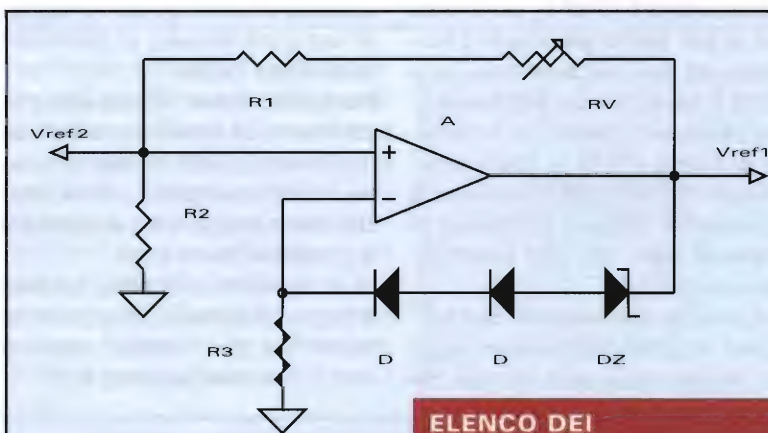 R1
RV
A
Vref2
+
Vref1
−
R2
R3
D
D
DZ
ELENCO DEI